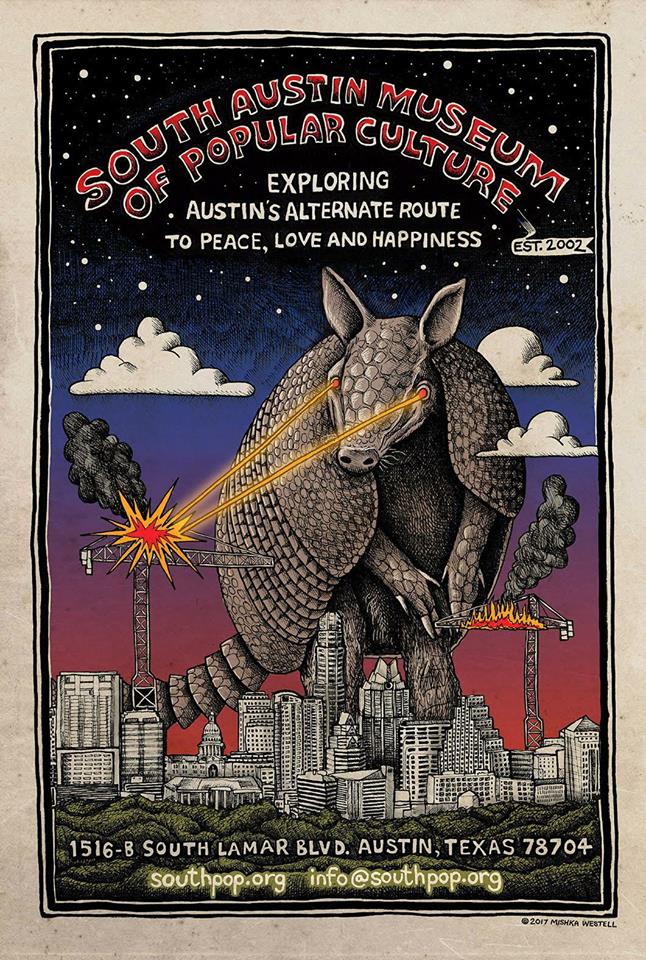 SOUTH AUSTIN MUSEUM
OF POPULAR CULTURE
EXPLORING
AUSTIN'S ALTERNATE ROUTE
TO PEACE, LOVE AND HAPPINESS
EST. 2002
1516-B SOUTH LAMAR BLVD. AUSTIN, TEXAS 78704
southpop.org info@southpop.org
©2017 MISHKA WESTELL